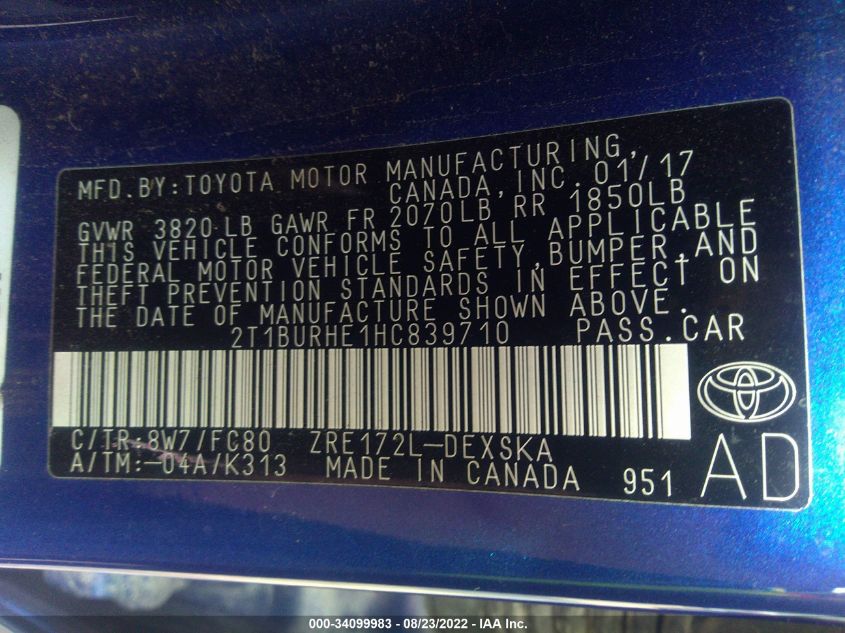 MFD.BY:TOYOTA MOTOR MANUFACTURING,
CANADA, INC. 01/17
GVWR 3820 LB GAWR FR 2070LB RR 1850LB
THIS VEHICLE CONFORMS TO ALL APPLICABLE
FEDERAL MOTOR VEHICLE SAFETY,BUMPER,AND
THEFT PREVENTION STANDARDS IN EFFECT ON
THE DATE OF MANUFACTURE SHOWN ABOVE.
2T1BURHE1HC839710 PASS.CAR
C/TR:8W7/FC80 ZRE172L-DEXSKA
A/TM:-04A/K313 MADE IN CANADA 951 AD
000-34099983 - 08/23/2022 - IAA Inc.